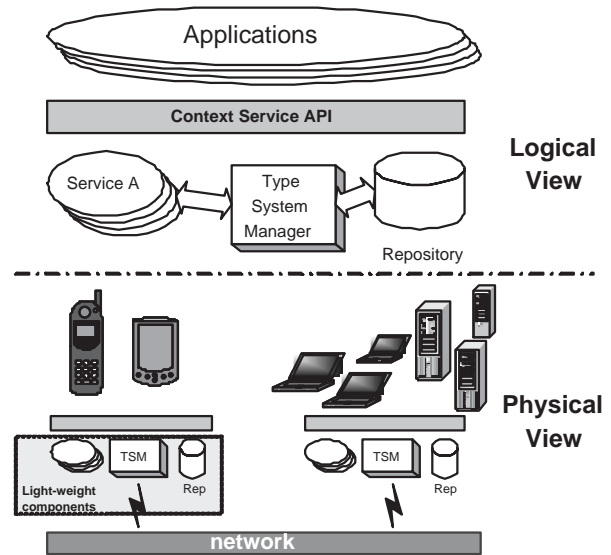 Applications
Context Service API
Logical
View
Service A
Type
System
Manager
Repository
Physical
View
TSM
Rep
Light-weight
components
TSM
Rep
network